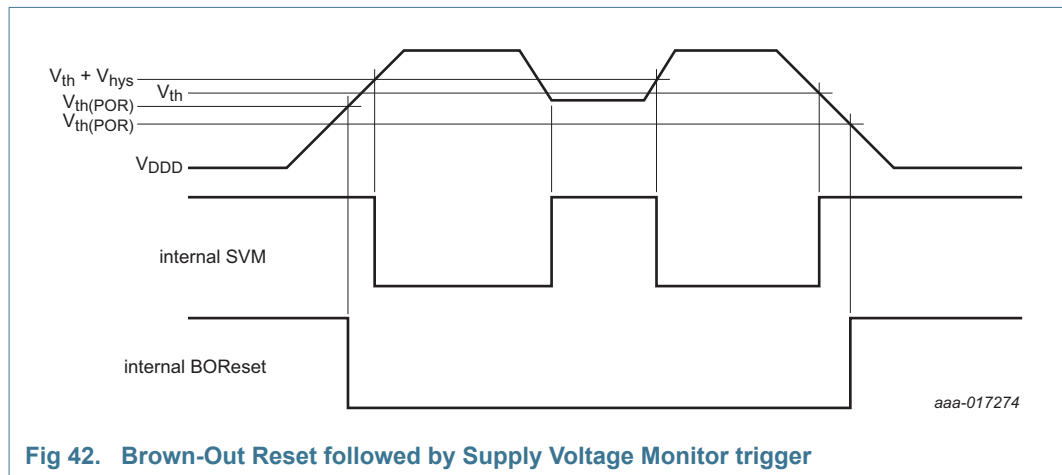 Vth + Vhys
Vth
Vth(POR)
Vth(POR)
VDDD
internal SVM
internal BOReset
aaa-017274
Fig 42. Brown-Out Reset followed by Supply Voltage Monitor trigger